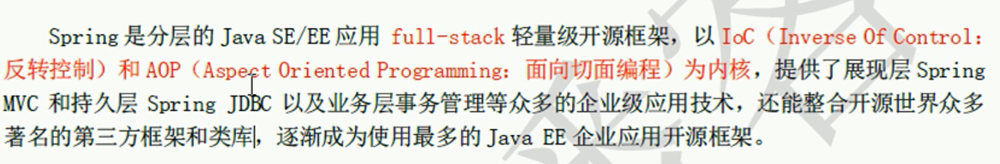 Spring 是分层的 Java SE/EE 应用 full-stack 轻量级开源框架，以 IoC（Inverse Of Control：
反转控制）和 AOP（Aspect Oriented Programming：面向切面编程）为内核，提供了展现层 Spring
MVC 和持久层 Spring JDBC 以及业务层事务管理等众多的企业级应用技术，还能整合开源世界众多
著名的第三方框架和类库，逐渐成为使用最多的 Java EE 企业应用开源框架。